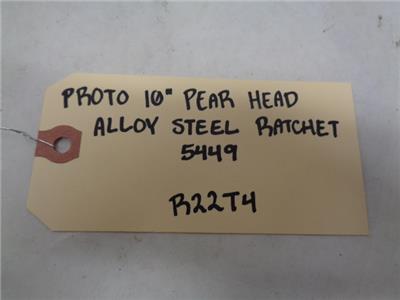 PROTO 10" PEAR HEAD
ALLOY STEEL RATCHET
5449
R22T4